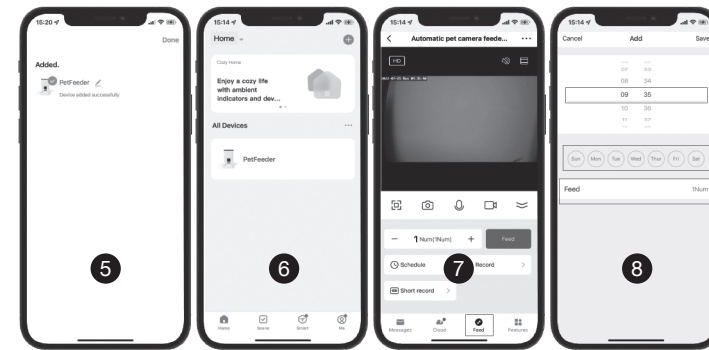 15:20
Done
Added.
PetFeeder
Device added successfully
5
15:14
Home
Cozy Home
Enjoy a cozy life
with ambient
indicators and dev...
All Devices
...
PetFeeder
Home Scene Smart Me
6
15:14
Automatic pet camera feede... ...
HD
− 1 Num(1Num) + Feed
Schedule Record
Short record
Messages Cloud Feed Features
7
15:14
Cancel Add Save
08 34
09 35
10 36
Sun Mon Tue Wed Thur Fri Sat
Feed 1Num
8